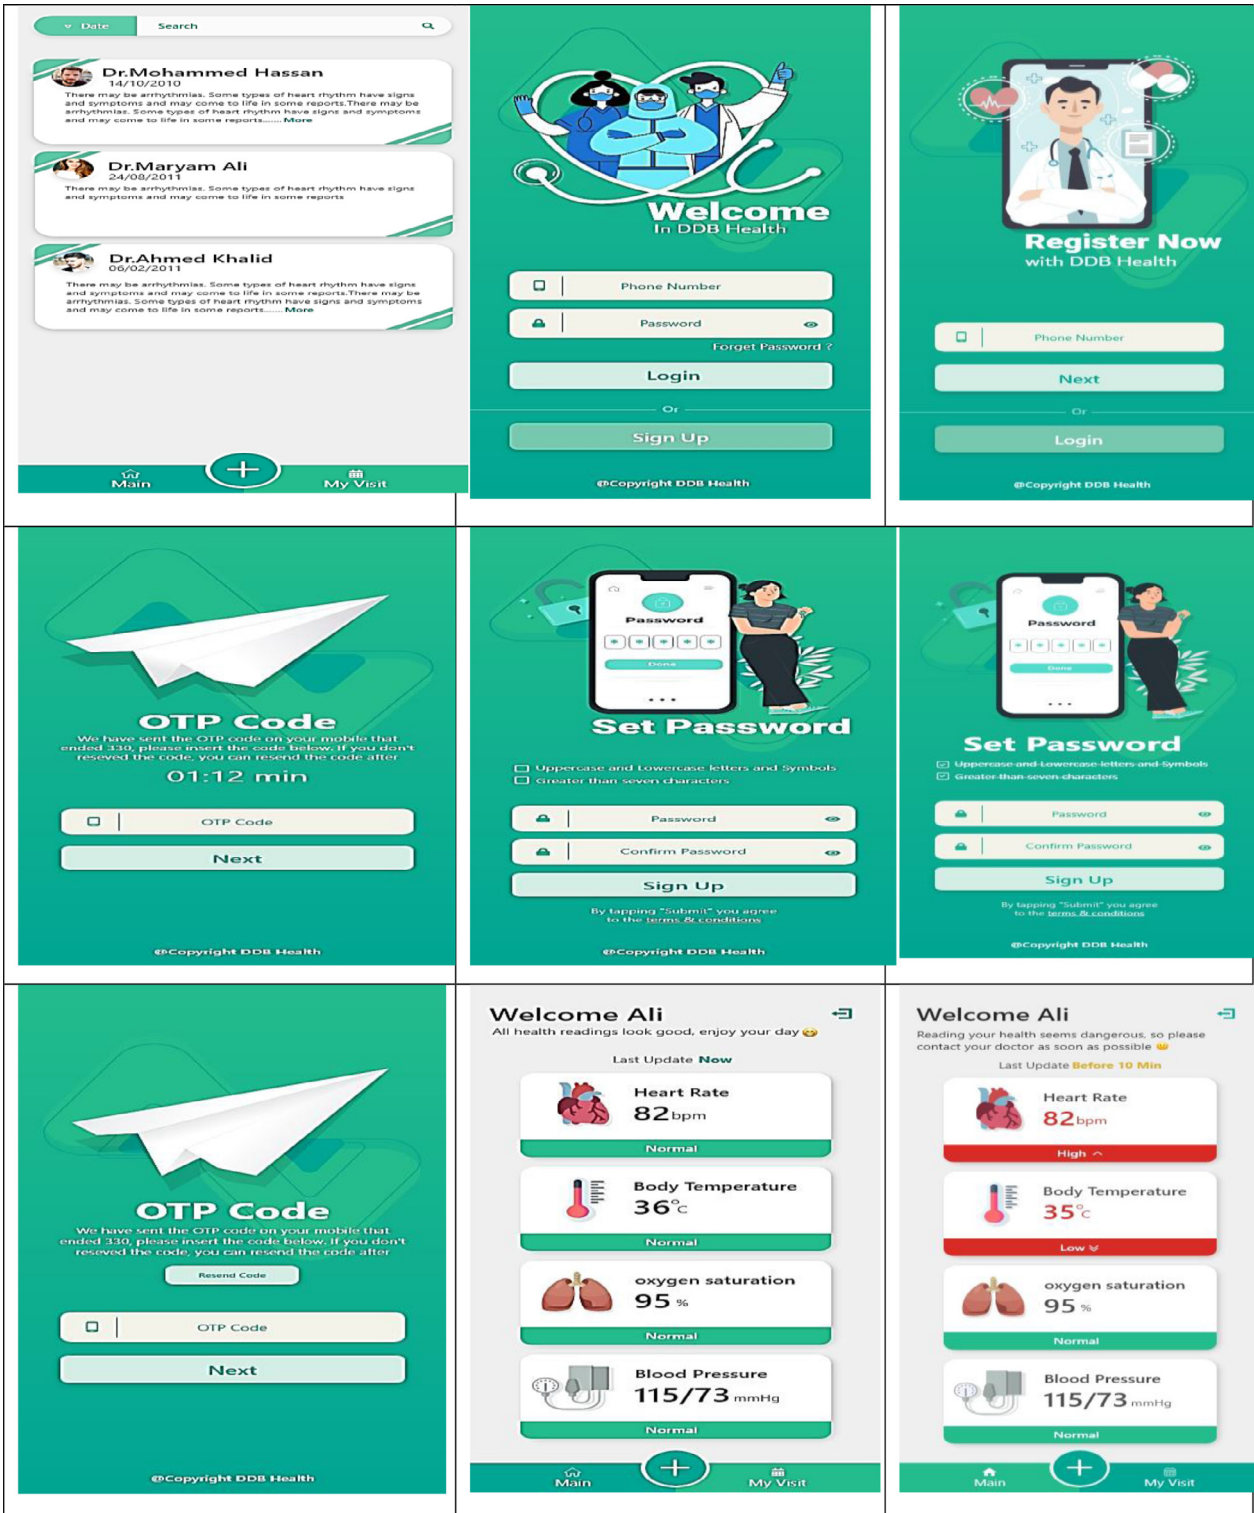 Date Search
Dr.Mohammed Hassan
14/10/2010
There may be arrhythmias. Some types of heart rhythm have signs
and symptoms and may come to life in some reports.There may be
arrhythmias. Some types of heart rhythm have signs and symptoms
and may come to life in some reports....... More
Dr.Maryam Ali
24/08/2011
There may be arrhythmias. Some types of heart rhythm have signs
and symptoms and may come to life in some reports
Dr.Ahmed Khalid
06/02/2011
There may be arrhythmias. Some types of heart rhythm have signs
and symptoms and may come to life in some reports.There may be
arrhythmias. Some types of heart rhythm have signs and symptoms
and may come to life in some reports....... More
Main
My Visit
Welcome
In DDB Health
Phone Number
Password
Forget Password ?
Login
Or
Sign Up
@Copyright DDB Health
Register Now
with DDB Health
Phone Number
Next
Or
Login
@Copyright DDB Health
OTP Code
We have sent the OTP code on your mobile that
ended 330, please insert the code below. If you don't
reseved the code, you can resend the code after
01:12 min
OTP Code
Next
@Copyright DDB Health
Password
* * * * *
Done
Set Password
Uppercase and Lowercase letters and Symbols
Greater than seven characters
Password
Confirm Password
Sign Up
By tapping "Submit" you agree
to the terms & conditions
@Copyright DDB Health
Password
* * * * *
Done
Set Password
Uppercase and Lowercase letters and Symbols
Greater than seven characters
Password
Confirm Password
Sign Up
By tapping "Submit" you agree
to the terms & conditions
@Copyright DDB Health
OTP Code
We have sent the OTP code on your mobile that
ended 330, please insert the code below. If you don't
reseved the code, you can resend the code after
Resend Code
OTP Code
Next
@Copyright DDB Health
Welcome Ali
All health readings look good, enjoy your day 😄
Last Update Now
Heart Rate
82bpm
Normal
Body Temperature
36°c
Normal
oxygen saturation
95 %
Normal
Blood Pressure
115/73 mmHg
Normal
Main
My Visit
Welcome Ali
Reading your health seems dangerous, so please
contact your doctor as soon as possible
Last Update Before 10 Min
Heart Rate
82bpm
High
Body Temperature
35°c
Low
oxygen saturation
95 %
Normal
Blood Pressure
115/73 mmHg
Normal
Main
My Visit